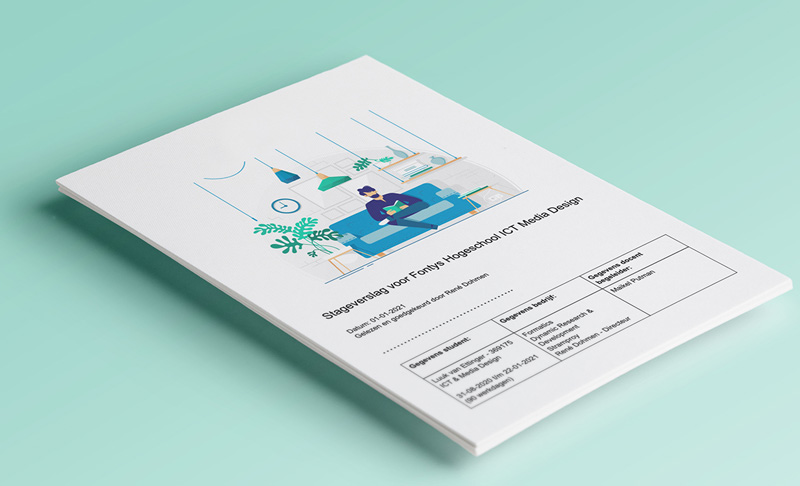 Stageverslag voor Fontys Hogeschool ICT Media Design
Datum: 01-01-2021
Gelezen en goedgekeurd door René Dohmen
Gegevens student:
Luuk van Ettinger - 369175
ICT & Media Design
31-08-2020 t/m 22-01-2021
(90 werkdagen)
Gegevens bedrijf:
Formatics
Dynamic Research &
Development
Stramproy
René Dohmen - Directeur
Gegevens docent
begeleider:
Maikel Putman